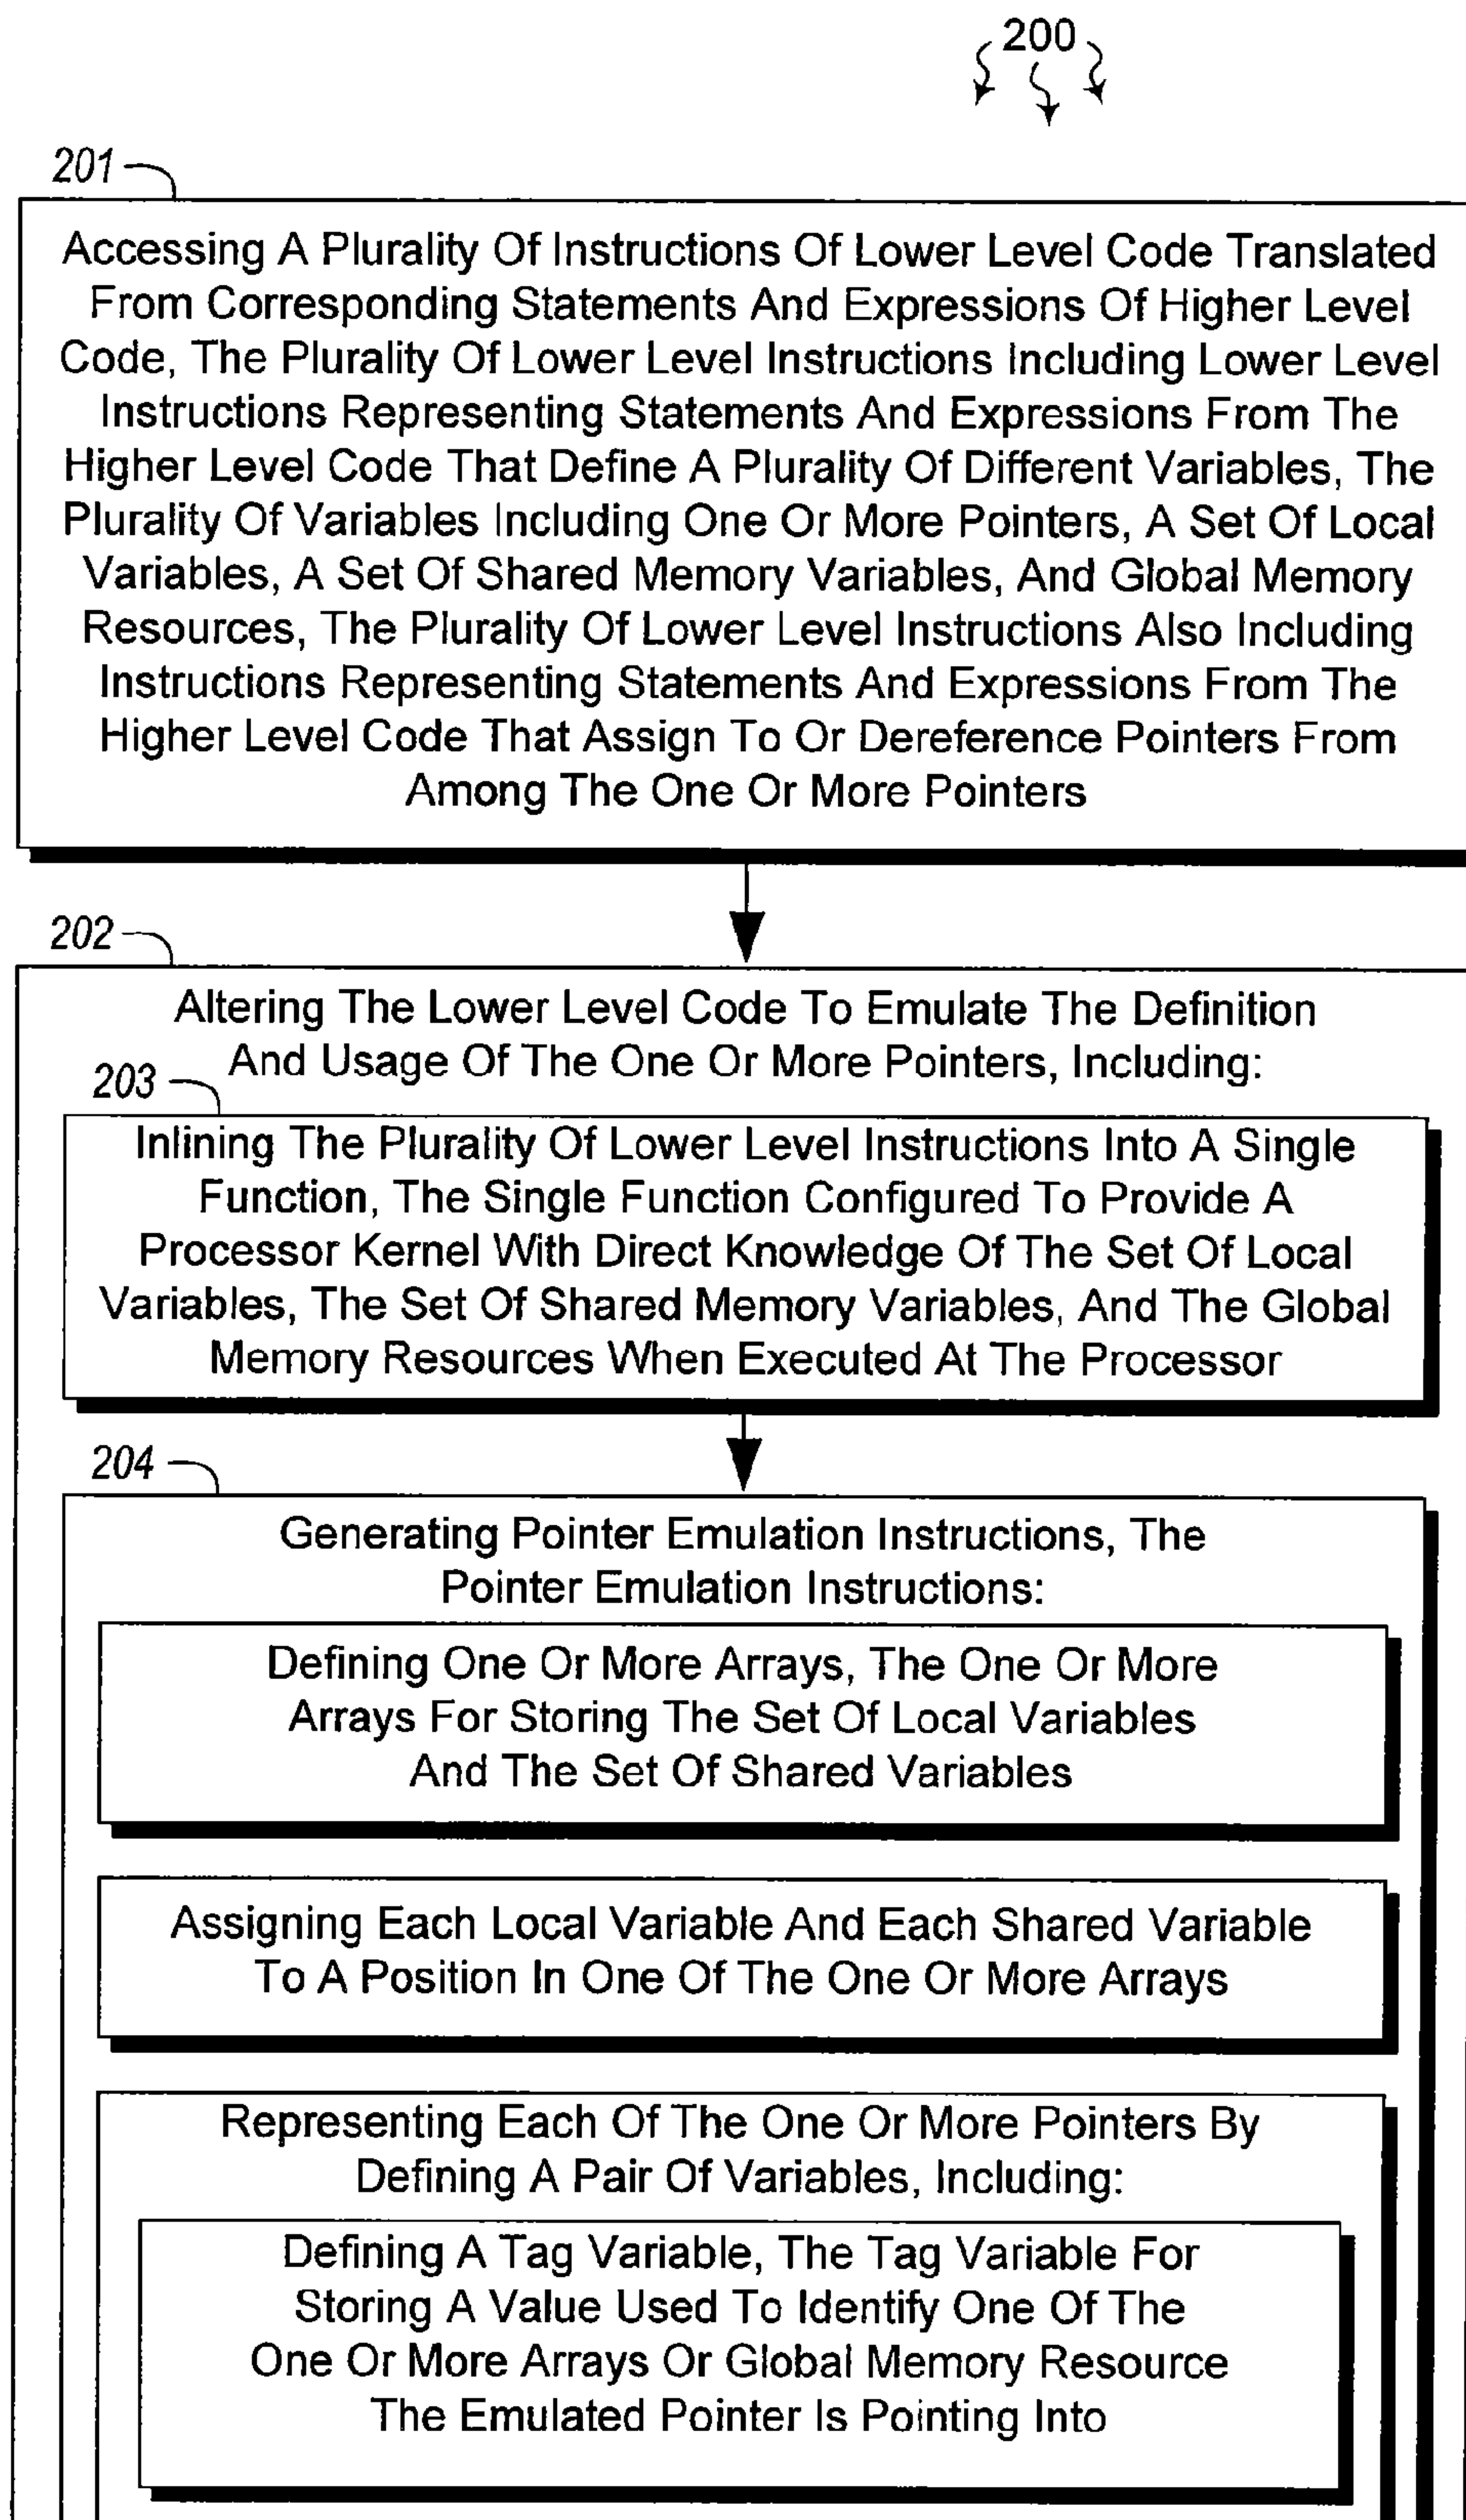 200
201
Accessing A Plurality Of Instructions Of Lower Level Code Translated
From Corresponding Statements And Expressions Of Higher Level
Code, The Plurality Of Lower Level Instructions Including Lower Level
Instructions Representing Statements And Expressions From The
Higher Level Code That Define A Plurality Of Different Variables, The
Plurality Of Variables Including One Or More Pointers, A Set Of Local
Variables, A Set Of Shared Memory Variables, And Global Memory
Resources, The Plurality Of Lower Level Instructions Also Including
Instructions Representing Statements And Expressions From The
Higher Level Code That Assign To Or Dereference Pointers From
Among The One Or More Pointers
202
Altering The Lower Level Code To Emulate The Definition
And Usage Of The One Or More Pointers, Including:
203
Inlining The Plurality Of Lower Level Instructions Into A Single
Function, The Single Function Configured To Provide A
Processor Kernel With Direct Knowledge Of The Set Of Local
Variables, The Set Of Shared Memory Variables, And The Global
Memory Resources When Executed At The Processor
204
Generating Pointer Emulation Instructions, The
Pointer Emulation Instructions:
Defining One Or More Arrays, The One Or More
Arrays For Storing The Set Of Local Variables
And The Set Of Shared Variables
Assigning Each Local Variable And Each Shared Variable
To A Position In One Of The One Or More Arrays
Representing Each Of The One Or More Pointers By
Defining A Pair Of Variables, Including:
Defining A Tag Variable, The Tag Variable For
Storing A Value Used To Identify One Of The
One Or More Arrays Or Global Memory Resource
The Emulated Pointer Is Pointing Into